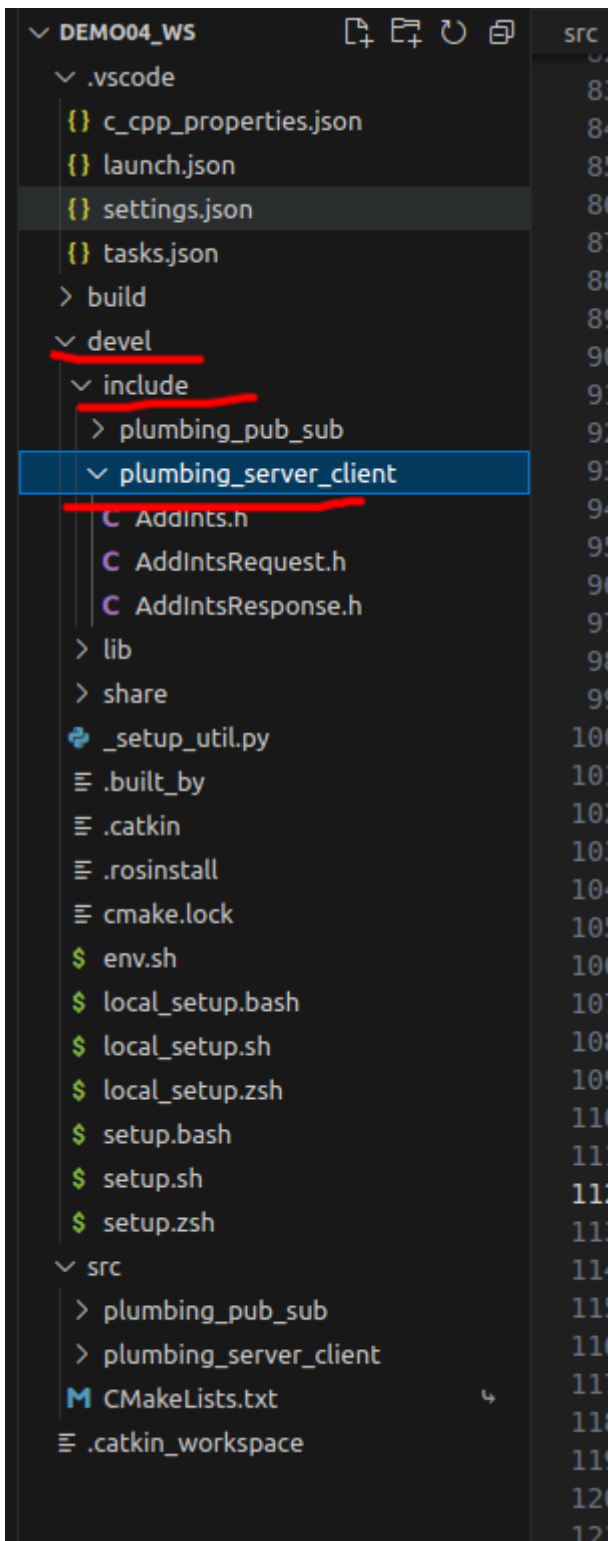 DEMO04_WS
src
.vscode
{} c_cpp_properties.json
{} launch.json
{} settings.json
{} tasks.json
build
devel
include
plumbing_pub_sub
plumbing_server_client
C AddInts.h
C AddIntsRequest.h
C AddIntsResponse.h
lib
share
_setup_util.py
.built_by
.catkin
.rosinstall
cmake.lock
$ env.sh
$ local_setup.bash
$ local_setup.sh
$ local_setup.zsh
$ setup.bash
$ setup.sh
$ setup.zsh
src
plumbing_pub_sub
plumbing_server_client
M CMakeLists.txt
.catkin_workspace